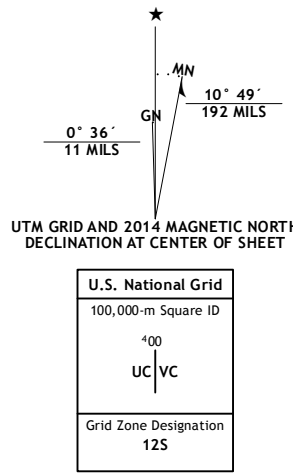 MN
GN
10° 49´
192 MILS
0° 36´
11 MILS
UTM GRID AND 2014 MAGNETIC NORTH
DECLINATION AT CENTER OF SHEET
U.S. National Grid
100,000-m Square ID
⁴00
UC VC
Grid Zone Designation
12S